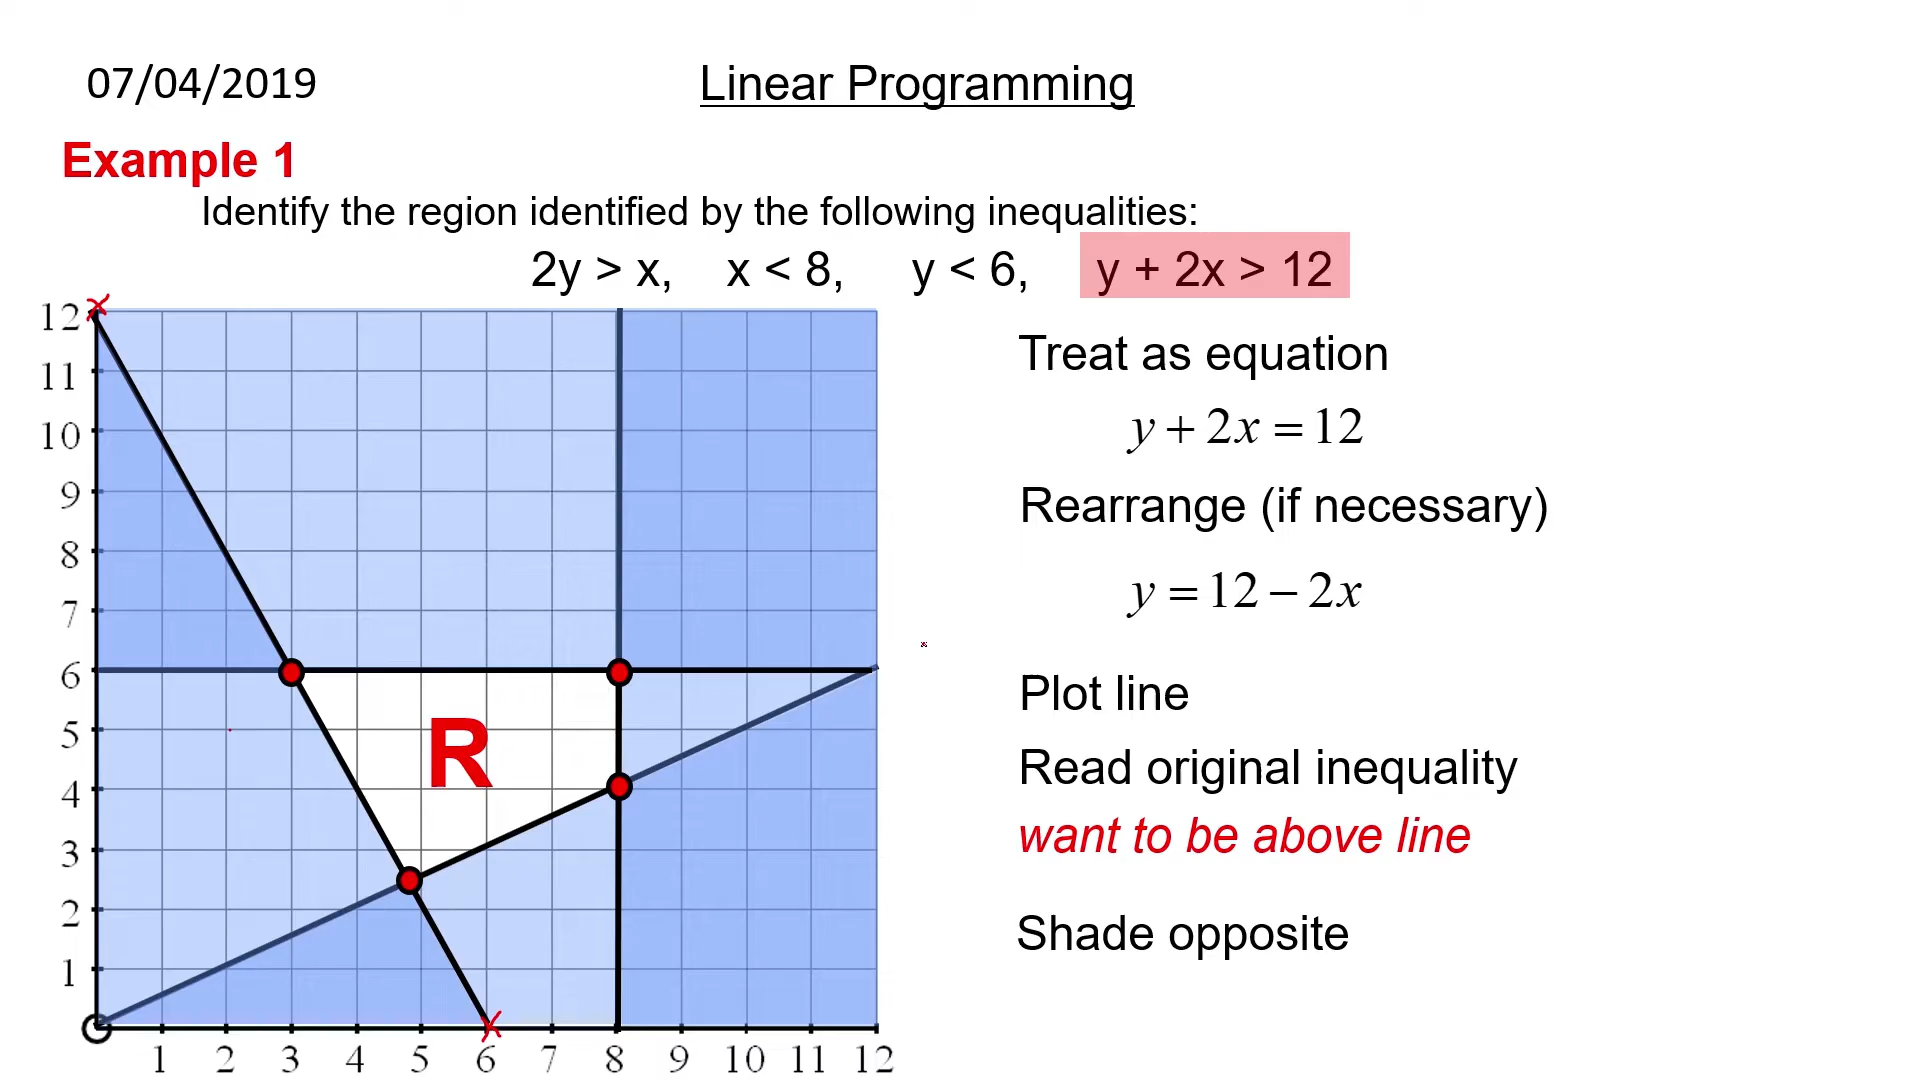 07/04/2019
Linear Programming
Example 1
Identify the region identified by the following inequalities:
2y > x, x < 8, y < 6, y + 2x > 12
Treat as equation
y + 2x = 12
Rearrange (if necessary)
y = 12 − 2x
Plot line
Read original inequality
want to be above line
Shade opposite
12
11
10
9
8
7
6
5
4
3
2
1
R
1 2 3 4 5 6 7 8 9 10 11 12